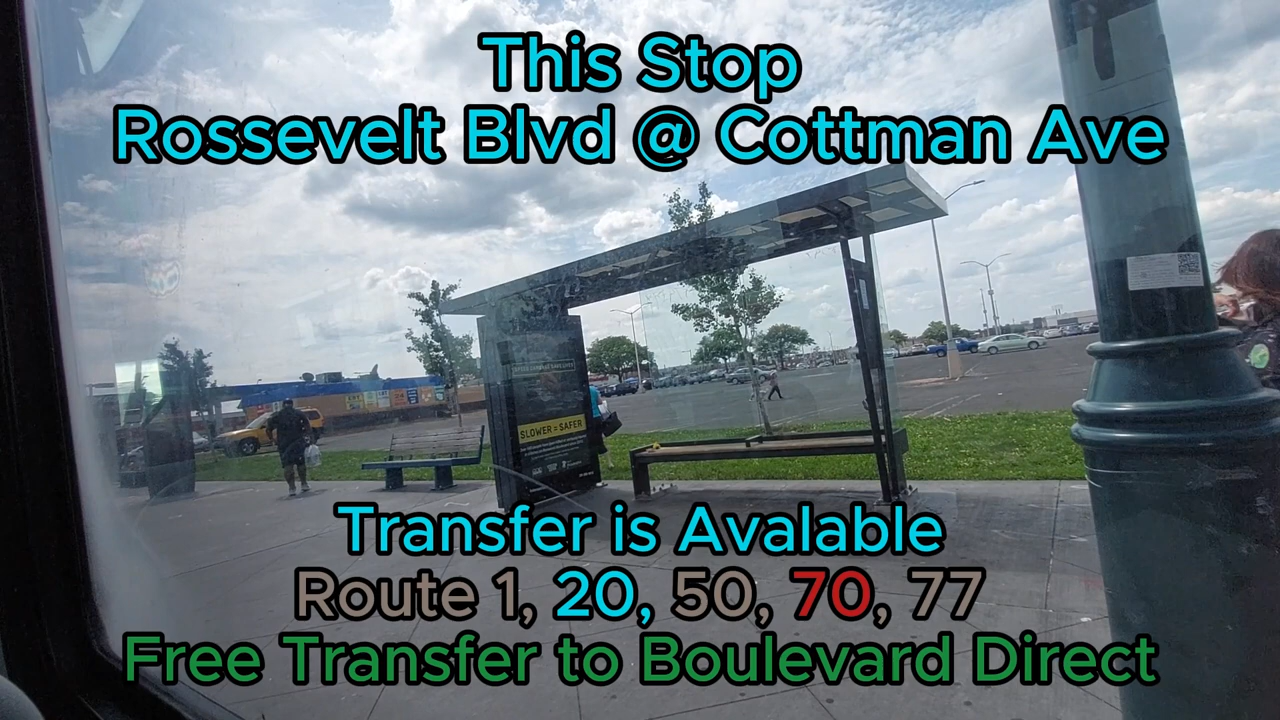 This Stop
Rossevelt Blvd @ Cottman Ave
SLOWER = SAFER
Transfer is Avalable
Route 1, 20, 50, 70, 77
Free Transfer to Boulevard Direct